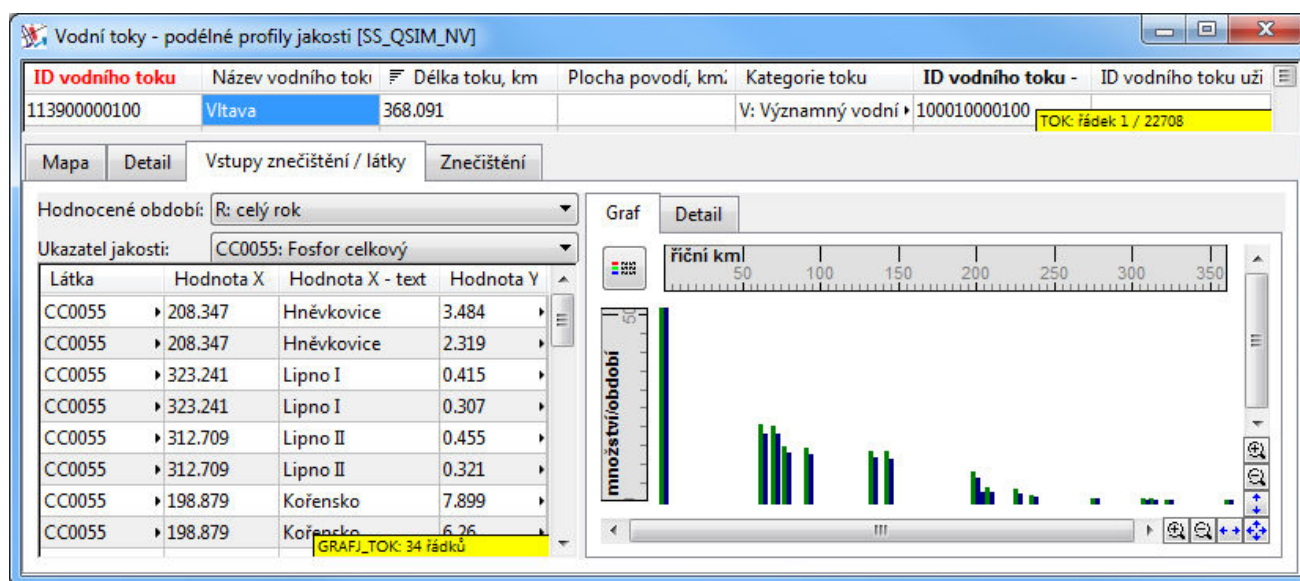 Vodní toky - podélné profily jakosti [SS_QSIM_NV]
ID vodního toku Název vodního toku Délka toku, km Plocha povodí, km2 Kategorie toku ID vodního toku - ID vodního toku uži
113900000100 Vltava 368.091 V: Významný vodní 100010000100
TOK: řádek 1 / 22708
Mapa Detail Vstupy znečištění / látky Znečištění
Hodnocené období: R: celý rok
Ukazatel jakosti: CC0055: Fosfor celkový
Látka Hodnota X Hodnota X - text Hodnota Y
CC0055 208.347 Hněvkovice 3.484
CC0055 208.347 Hněvkovice 2.319
CC0055 323.241 Lipno I 0.415
CC0055 323.241 Lipno I 0.307
CC0055 312.709 Lipno II 0.455
CC0055 312.709 Lipno II 0.321
CC0055 198.879 Kořensko 7.899
CC0055 198.879 Kořensko 6.26
GRAFJ_TOK: 34 řádků
Graf Detail
říční km
50 100 150 200 250 300 350
50
množství/období